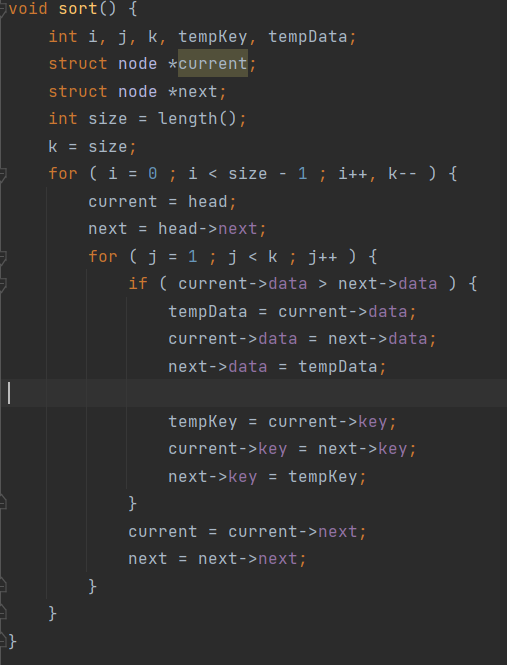 void sort() {
    int i, j, k, tempKey, tempData;
    struct node *current;
    struct node *next;
    int size = length();
    k = size;
    for ( i = 0 ; i < size - 1 ; i++, k-- ) {
        current = head;
        next = head->next;
        for ( j = 1 ; j < k ; j++ ) {
            if ( current->data > next->data ) {
                tempData = current->data;
                current->data = next->data;
                next->data = tempData;

                tempKey = current->key;
                current->key = next->key;
                next->key = tempKey;
            }
            current = current->next;
            next = next->next;
        }
    }
}